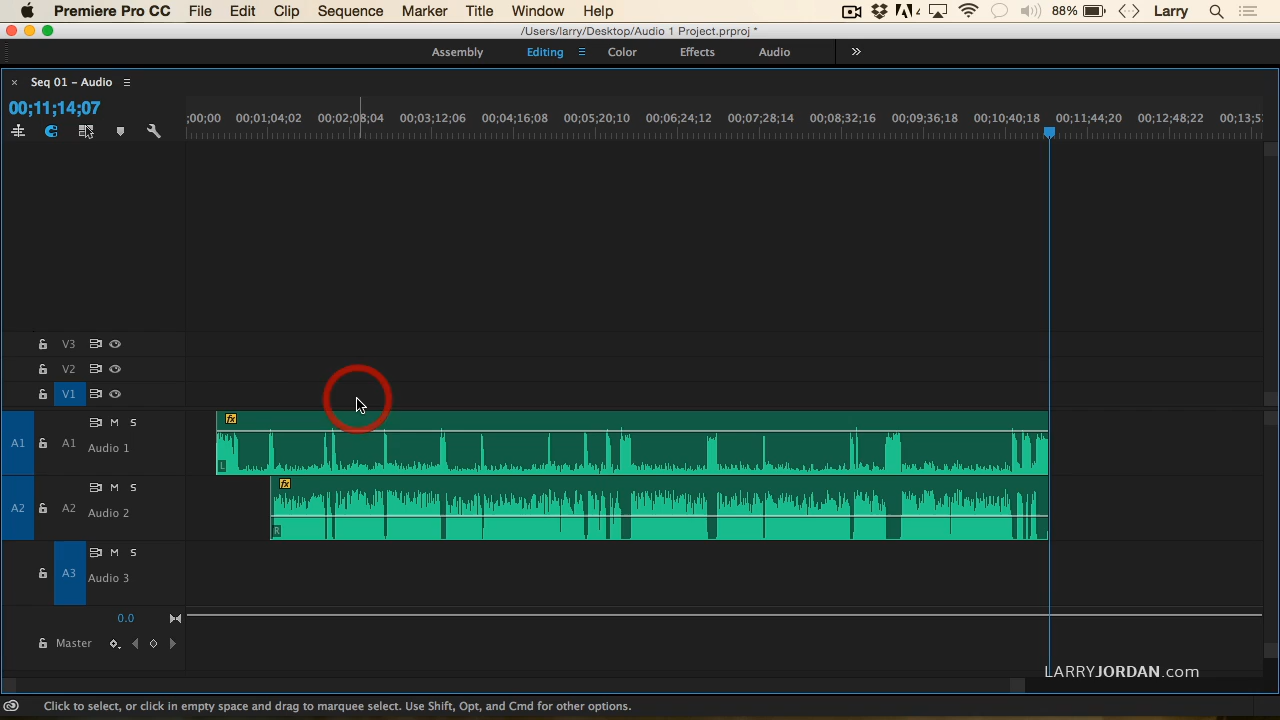 Premiere Pro CC File Edit Clip Sequence Marker Title Window Help 4 88% Larry
/Users/larry/Desktop/Audio 1 Project.prproj *
Assembly Editing Color Effects Audio
× Seq 01 – Audio
00;11;14;07
;00;00 00;01;04;02 00;02;08;04 00;03;12;06 00;04;16;08 00;05;20;10 00;06;24;12 00;07;28;14 00;08;32;16 00;09;36;18 00;10;40;18 00;11;44;20 00;12;48;22 00;13;5
V3
V2
V1
fx
M S
A1 A1
Audio 1
L
fx
M S
A2 A2
Audio 2
R
M S
A3
Audio 3
0.0
Master
LARRYJORDAN.com
Click to select, or click in empty space and drag to marquee select. Use Shift, Opt, and Cmd for other options.